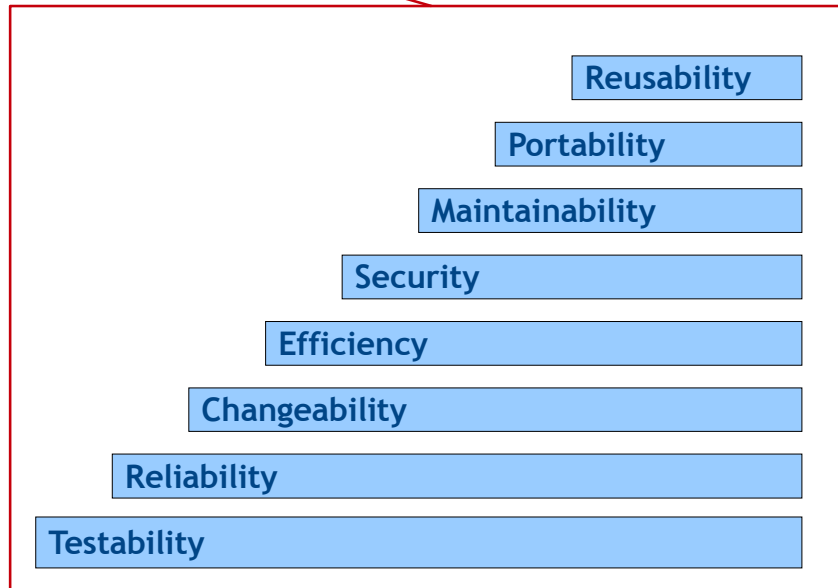 Reusability
Portability
Maintainability
Security
Efficiency
Changeability
Reliability
Testability